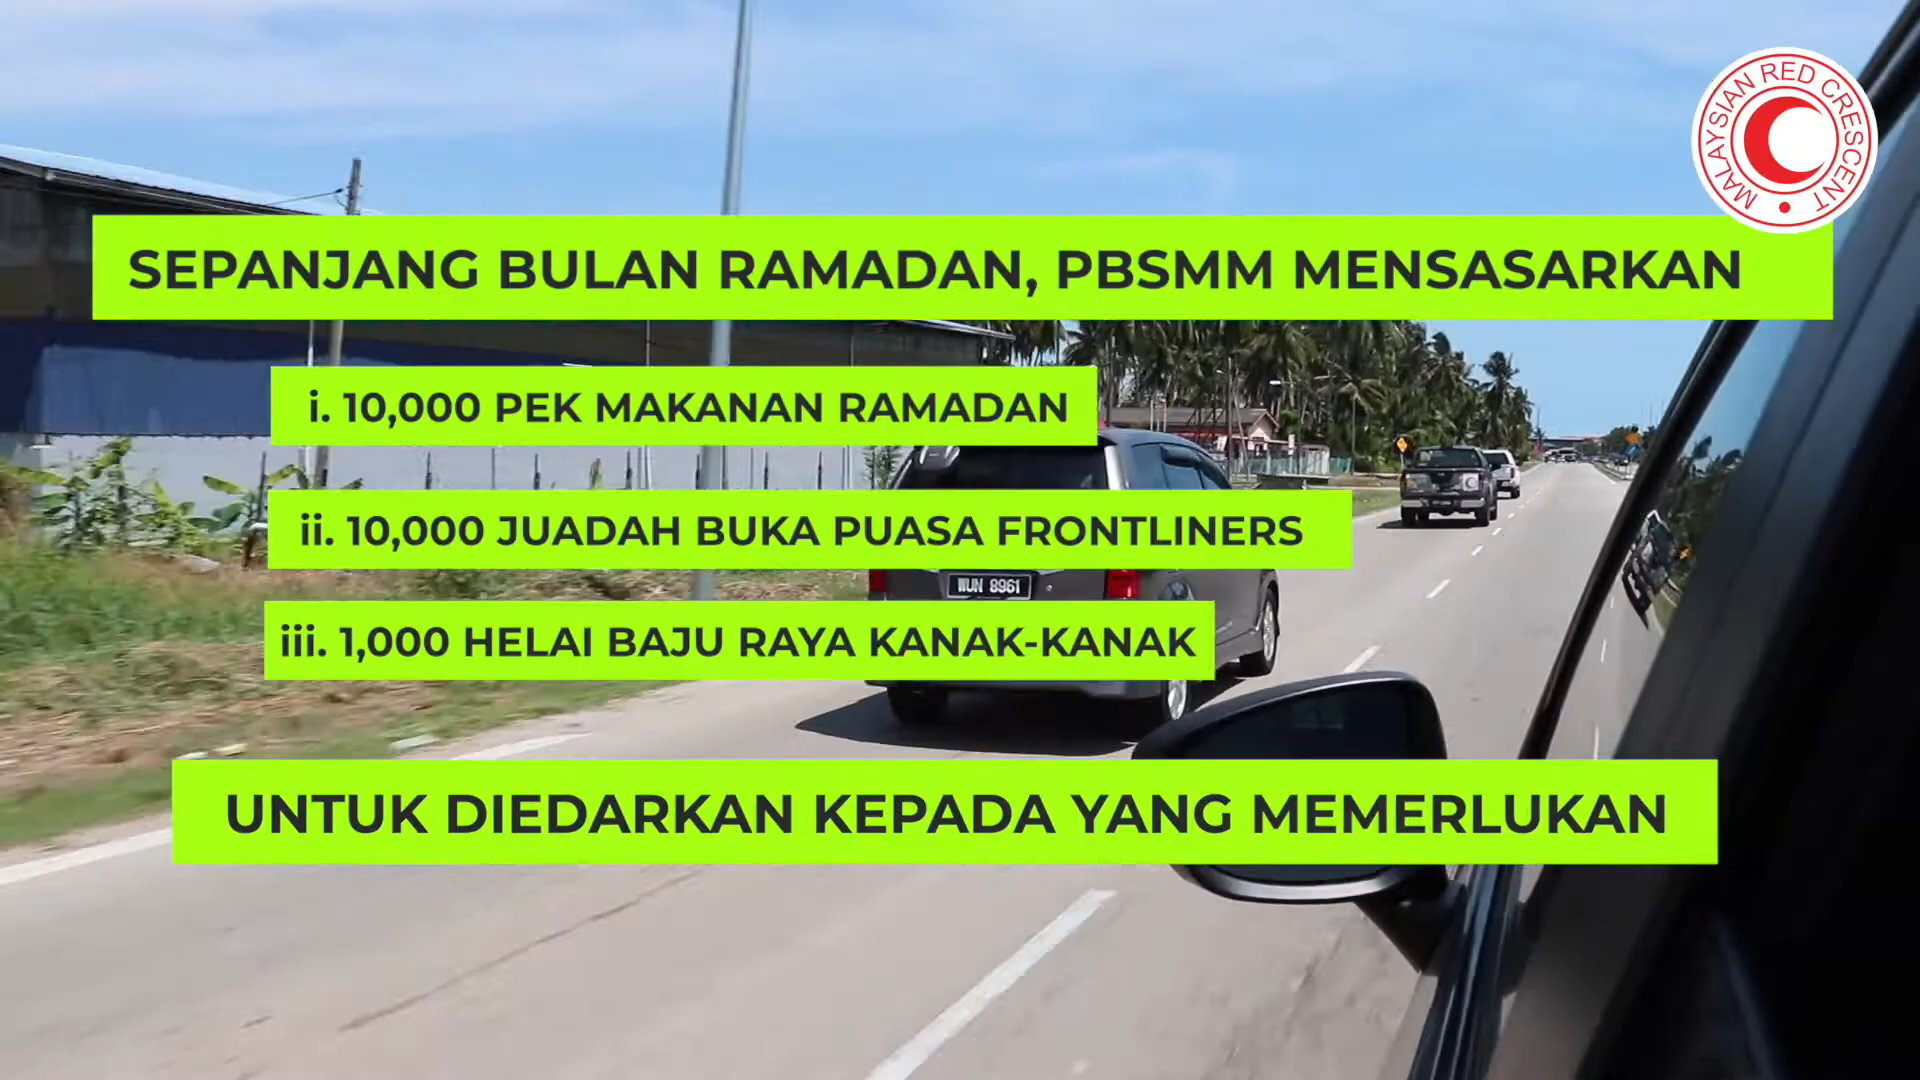 MALAYSIAN RED CRESCENT
SEPANJANG BULAN RAMADAN, PBSMM MENSASARKAN
i. 10,000 PEK MAKANAN RAMADAN
ii. 10,000 JUADAH BUKA PUASA FRONTLINERS
WUN 8961
iii. 1,000 HELAI BAJU RAYA KANAK-KANAK
UNTUK DIEDARKAN KEPADA YANG MEMERLUKAN